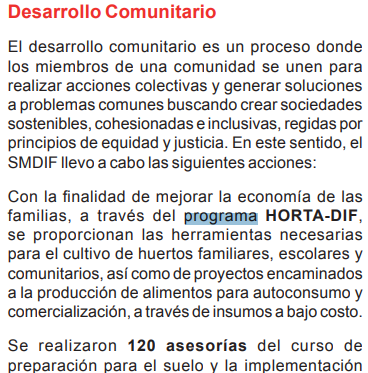 Desarrollo Comunitario
El desarrollo comunitario es un proceso donde
los miembros de una comunidad se unen para
realizar acciones colectivas y generar soluciones
a problemas comunes buscando crear sociedades
sostenibles, cohesionadas e inclusivas, regidas por
principios de equidad y justicia. En este sentido, el
SMDIF llevo a cabo las siguientes acciones:
Con la finalidad de mejorar la economía de las
familias, a través del programa HORTA-DIF,
se proporcionan las herramientas necesarias
para el cultivo de huertos familiares, escolares y
comunitarios, así como de proyectos encaminados
a la producción de alimentos para autoconsumo y
comercialización, a través de insumos a bajo costo.
Se realizaron 120 asesorías del curso de
preparación para el suelo y la implementación